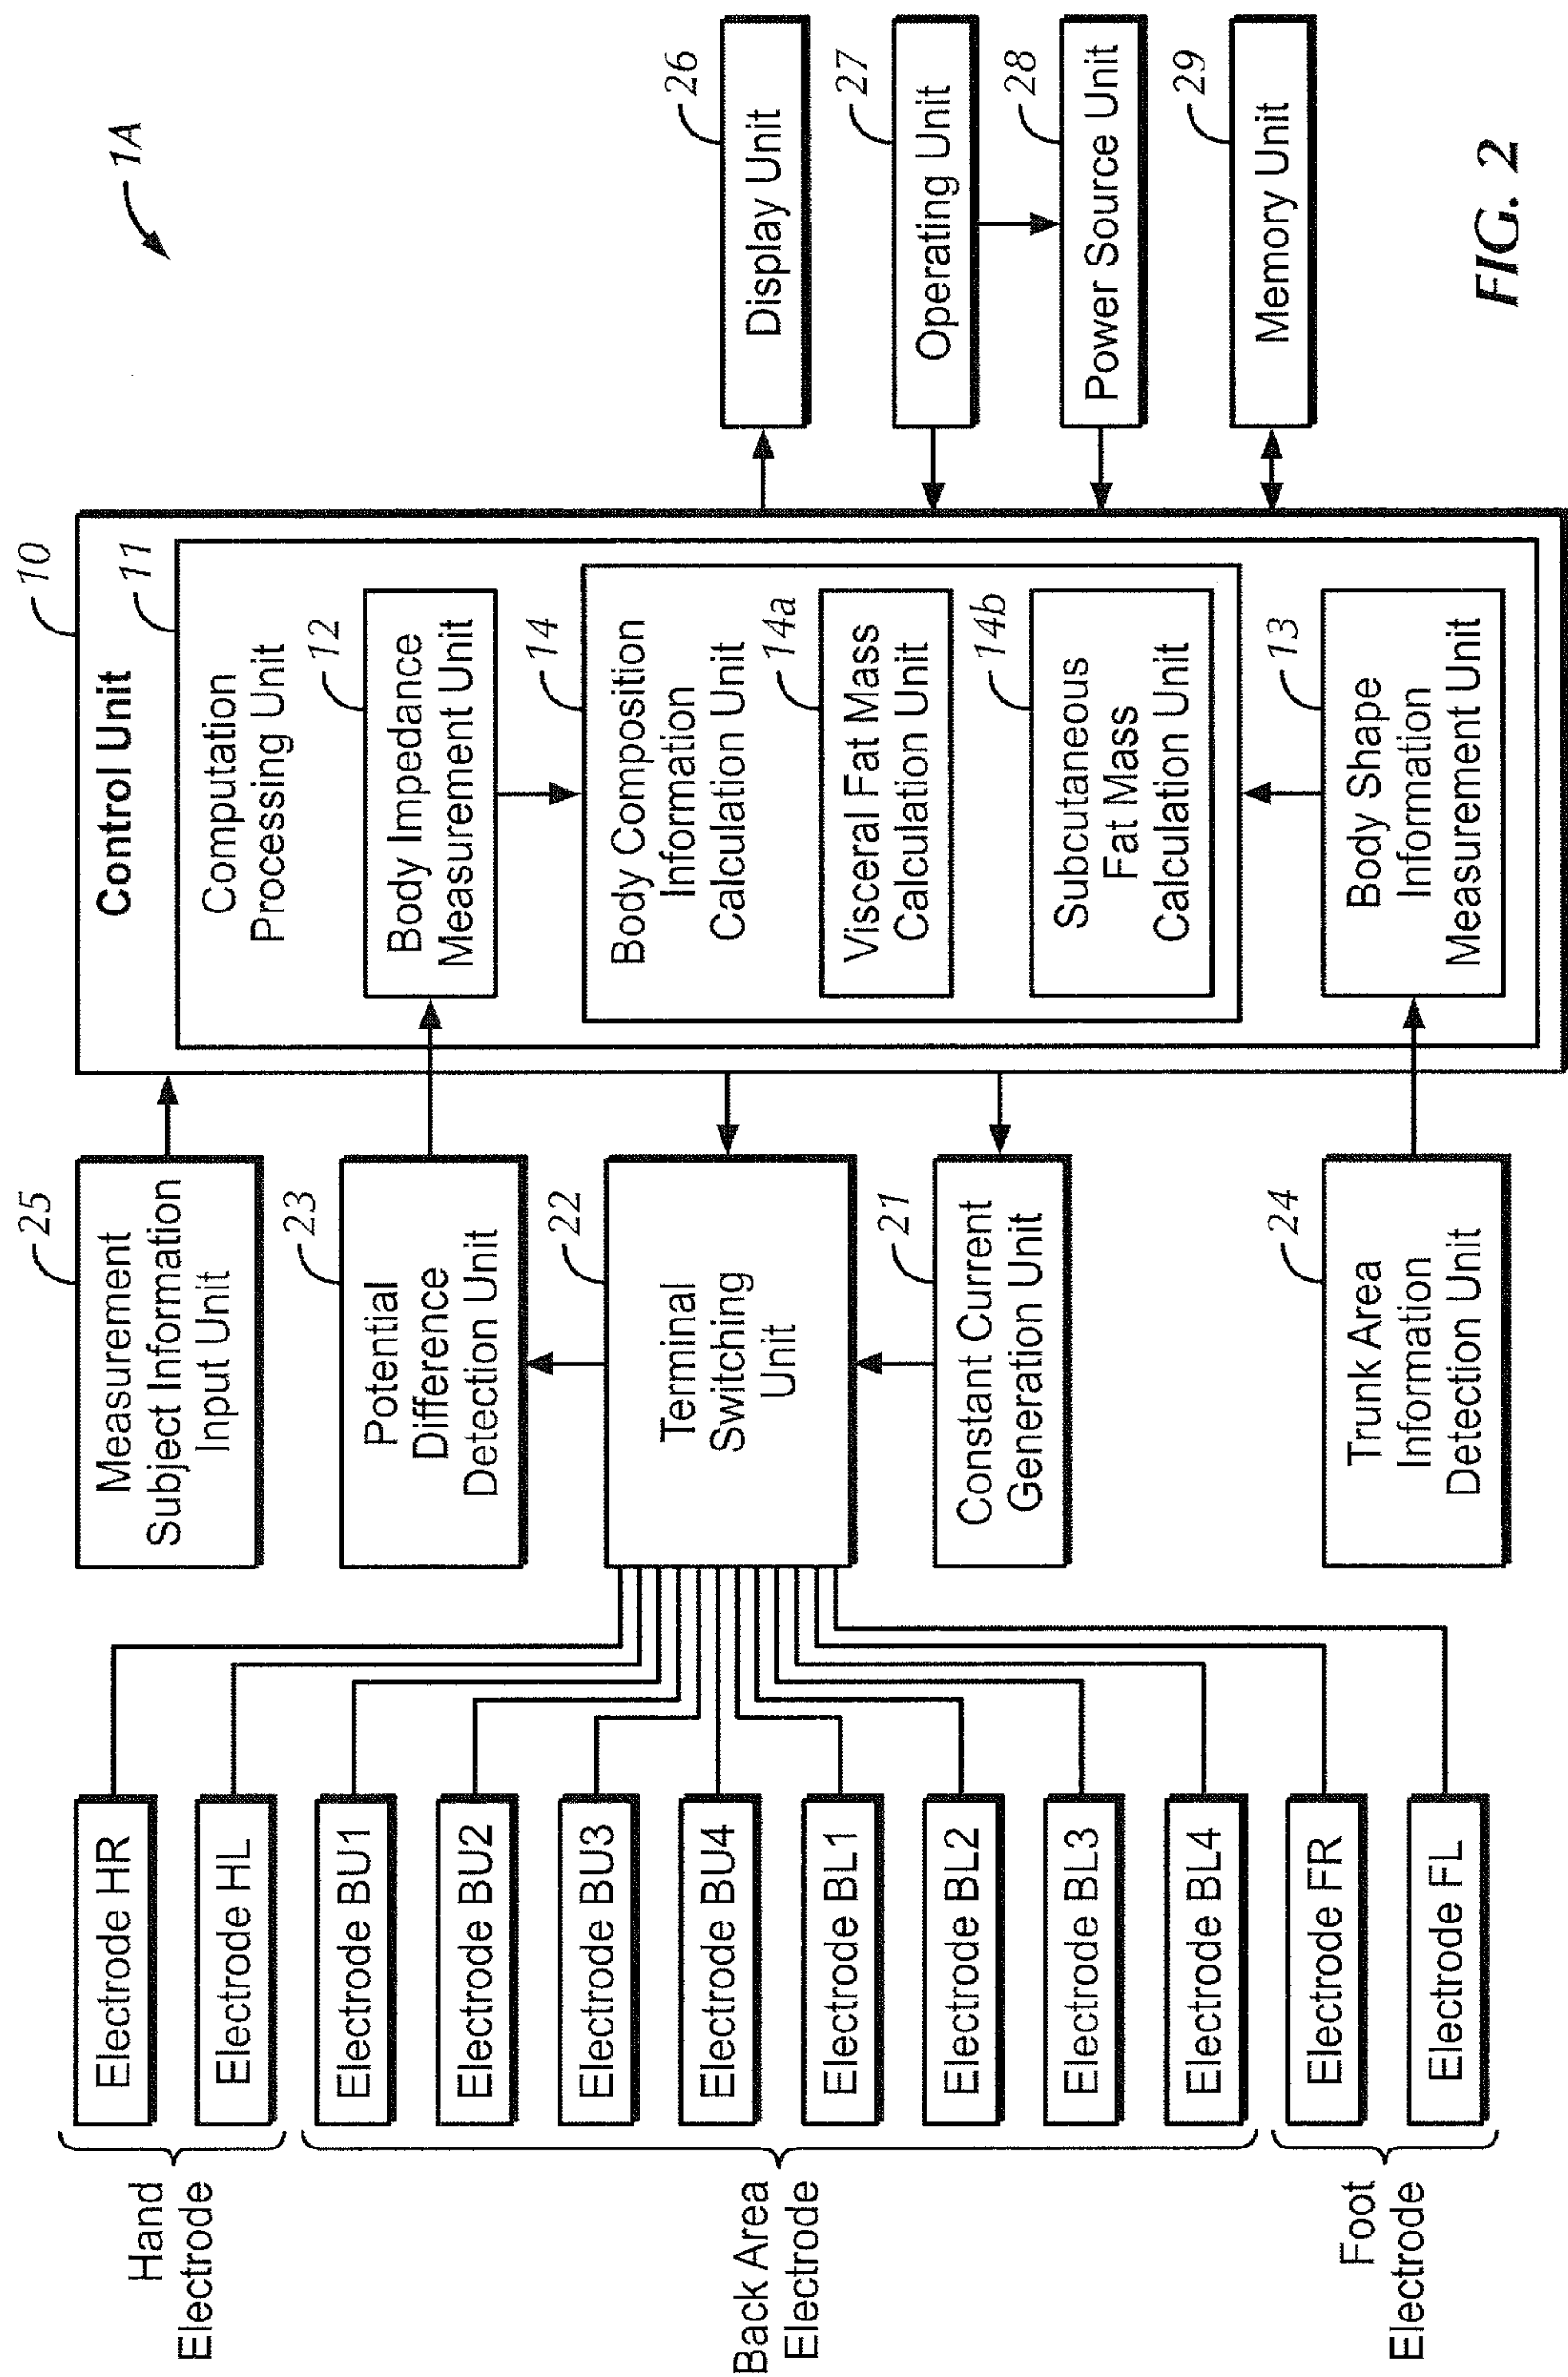 1A
Hand
Electrode
Back Area
Electrode
Foot
Electrode
Electrode HR
Electrode HL
Electrode BU1
Electrode BU2
Electrode BU3
Electrode BU4
Electrode BL1
Electrode BL2
Electrode BL3
Electrode BL4
Electrode FR
Electrode FL
25
Measurement
Subject Information
Input Unit
23
Potential
Difference
Detection Unit
22
Terminal
Switching
Unit
21
Constant Current
Generation Unit
24
Trunk Area
Information
Detection Unit
10
Control Unit
11
Computation
Processing Unit
12
Body Impedance
Measurement Unit
14
Body Composition
Information
Calculation Unit
14a
Visceral Fat Mass
Calculation Unit
14b
Subcutaneous
Fat Mass
Calculation Unit
13
Body Shape
Information
Measurement Unit
26
Display Unit
27
Operating Unit
28
Power Source Unit
29
Memory Unit
FIG. 2